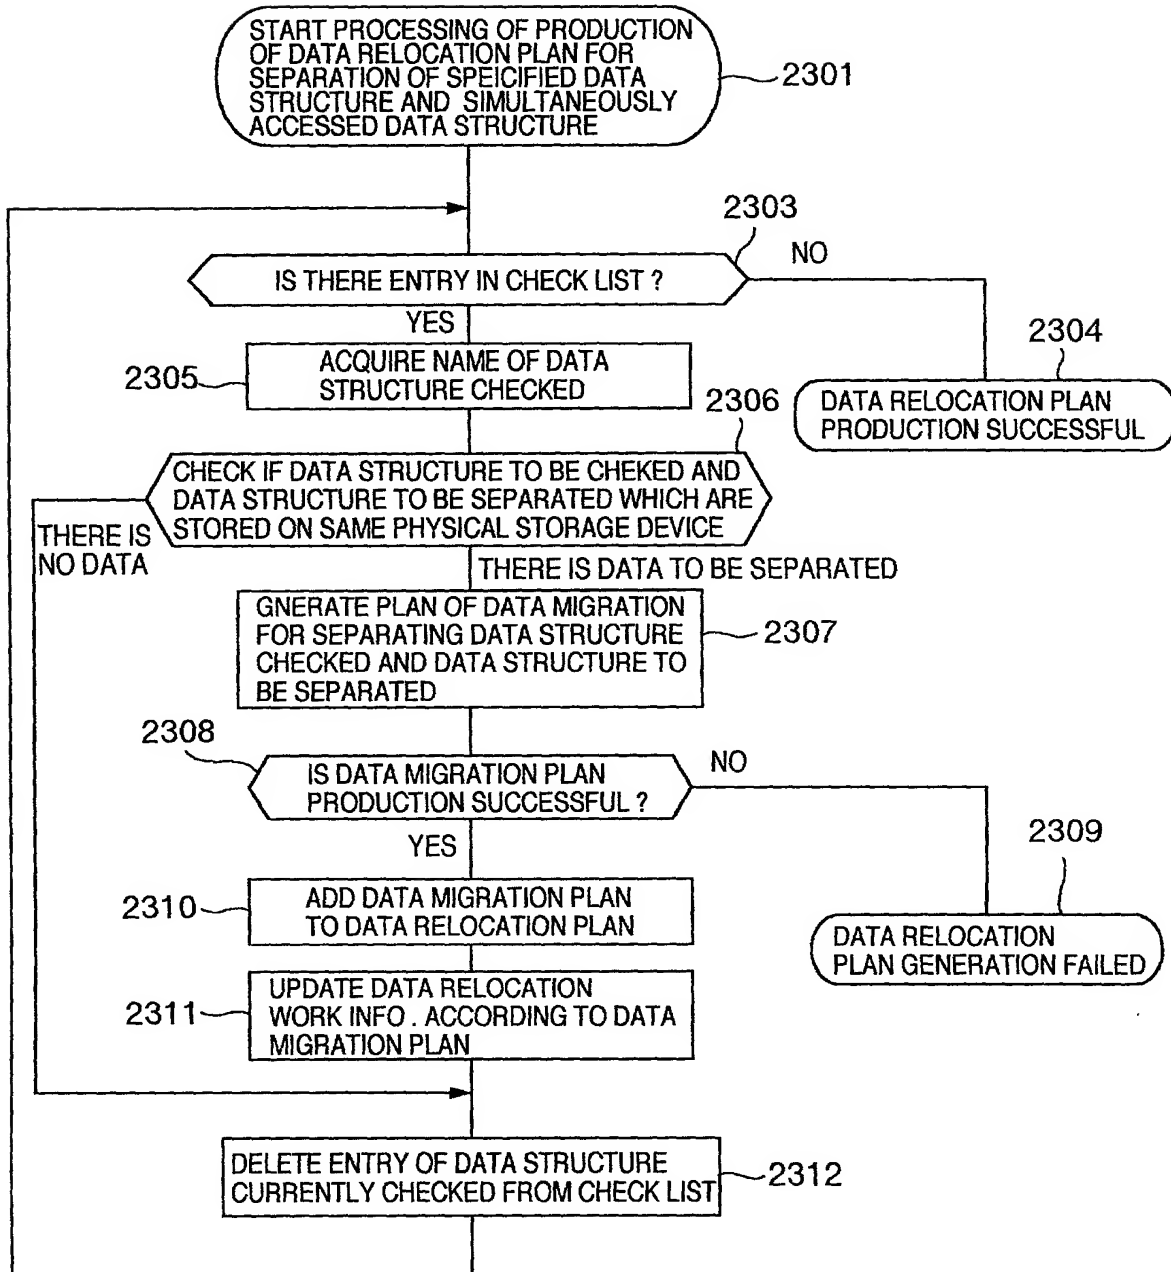 START PROCESSING OF PRODUCTION
OF DATA RELOCATION PLAN FOR
SEPARATION OF SPEICIFIED DATA
STRUCTURE AND SIMULTANEOUSLY
ACCESSED DATA STRUCTURE
2301
2303
NO
IS THERE ENTRY IN CHECK LIST ?
YES
2304
DATA RELOCATION PLAN
PRODUCTION SUCCESSFUL
2305
ACQUIRE NAME OF DATA
STRUCTURE CHECKED
2306
CHECK IF DATA STRUCTURE TO BE CHEKED AND
DATA STRUCTURE TO BE SEPARATED WHICH ARE
STORED ON SAME PHYSICAL STORAGE DEVICE
THERE IS
NO DATA
THERE IS DATA TO BE SEPARATED
GNERATE PLAN OF DATA MIGRATION
FOR SEPARATING DATA STRUCTURE
CHECKED AND DATA STRUCTURE TO
BE SEPARATED
2307
2308
IS DATA MIGRATION PLAN
PRODUCTION SUCCESSFUL ?
NO
YES
2309
DATA RELOCATION
PLAN GENERATION FAILED
2310
ADD DATA MIGRATION PLAN
TO DATA RELOCATION PLAN
2311
UPDATE DATA RELOCATION
WORK INFO . ACCORDING TO DATA
MIGRATION PLAN
DELETE ENTRY OF DATA STRUCTURE
CURRENTLY CHECKED FROM CHECK LIST
2312